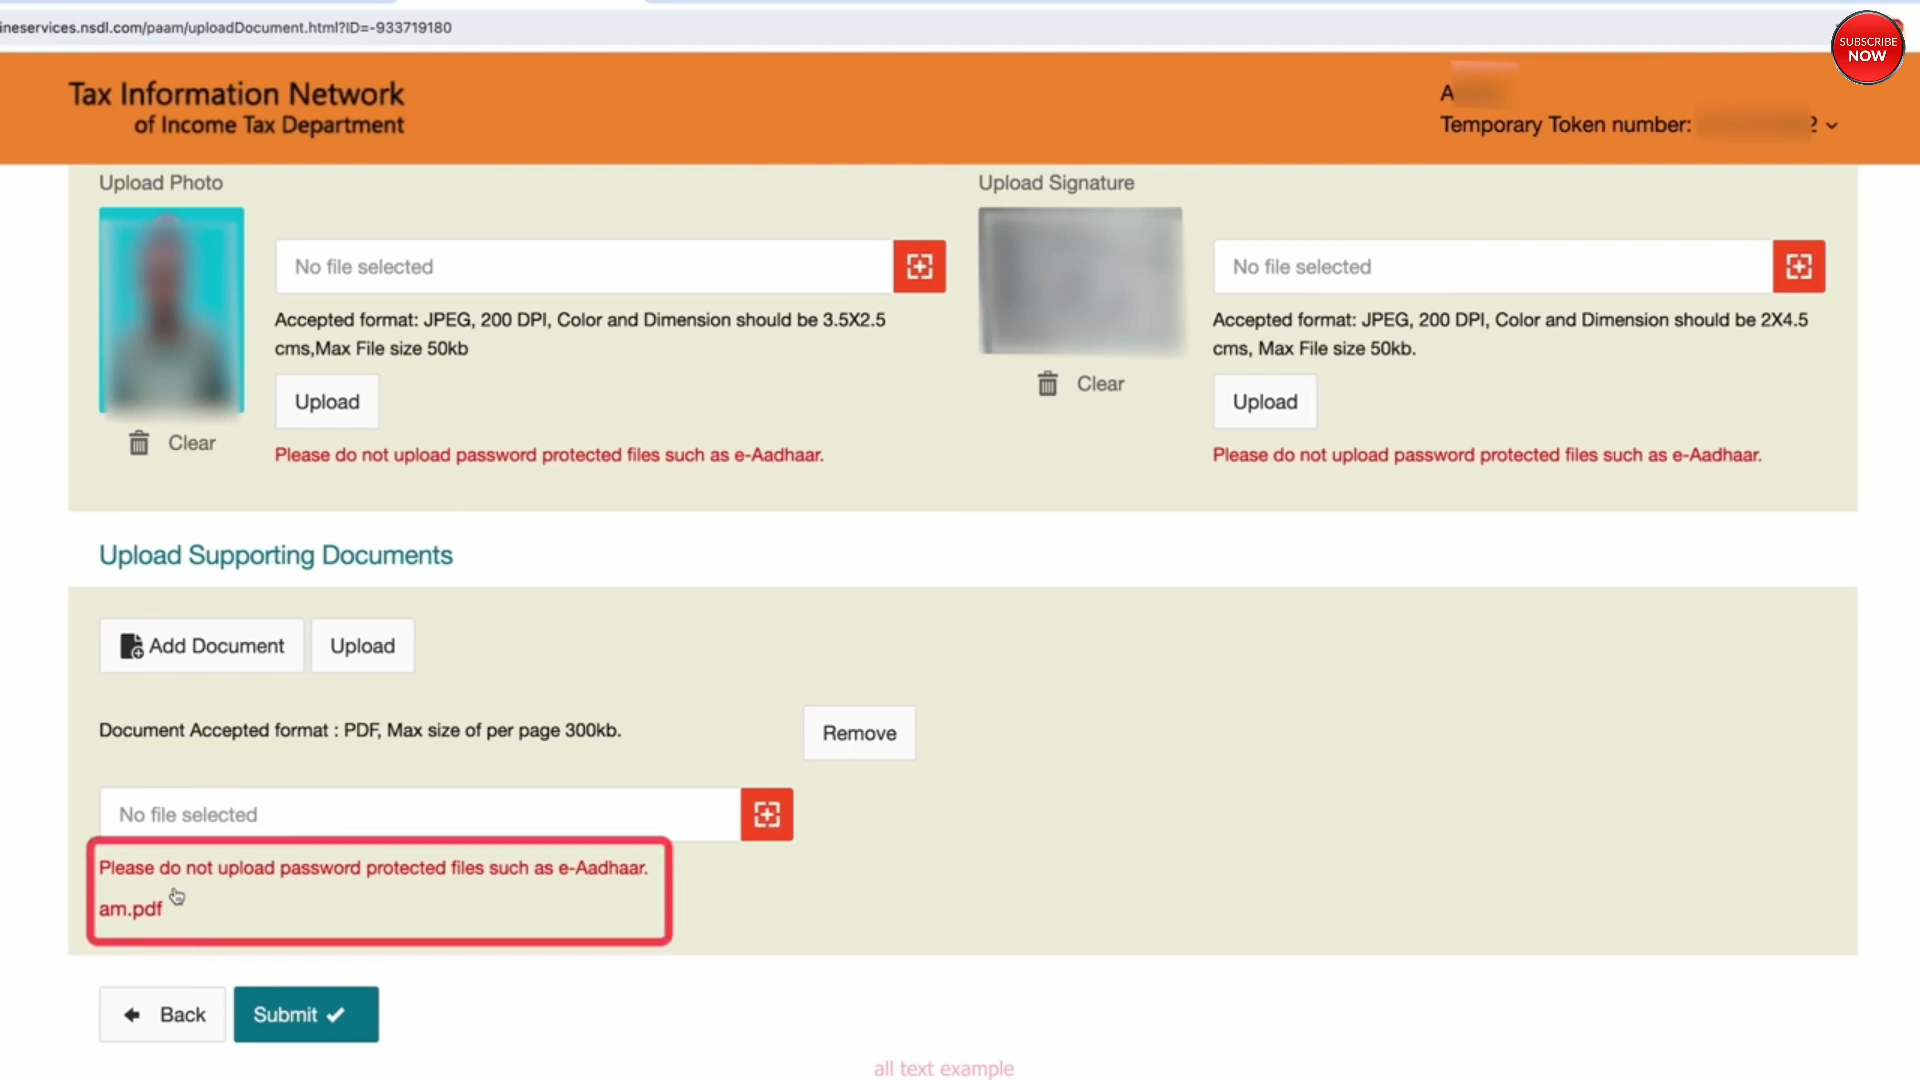 ineservices.nsdl.com/paam/uploadDocument.html?ID=-933719180
SUBSCRIBE
NOW
Tax Information Network
of Income Tax Department
A
Temporary Token number: 2
Upload Photo
Upload Signature
No file selected
No file selected
Accepted format: JPEG, 200 DPI, Color and Dimension should be 3.5X2.5
cms,Max File size 50kb
Accepted format: JPEG, 200 DPI, Color and Dimension should be 2X4.5
cms, Max File size 50kb.
Clear
Upload
Upload
Clear
Please do not upload password protected files such as e-Aadhaar.
Please do not upload password protected files such as e-Aadhaar.
Upload Supporting Documents
Add Document
Upload
Document Accepted format : PDF, Max size of per page 300kb.
Remove
No file selected
Please do not upload password protected files such as e-Aadhaar.
am.pdf
Back
Submit
all text example